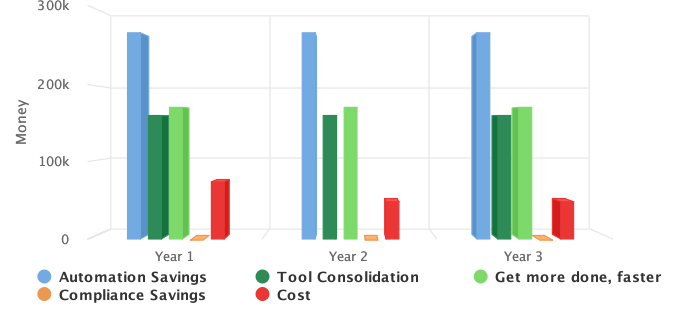 300k
200k
100k
0
Money
Year 1
Year 2
Year 3
Automation Savings
Tool Consolidation
Get more done, faster
Compliance Savings
Cost